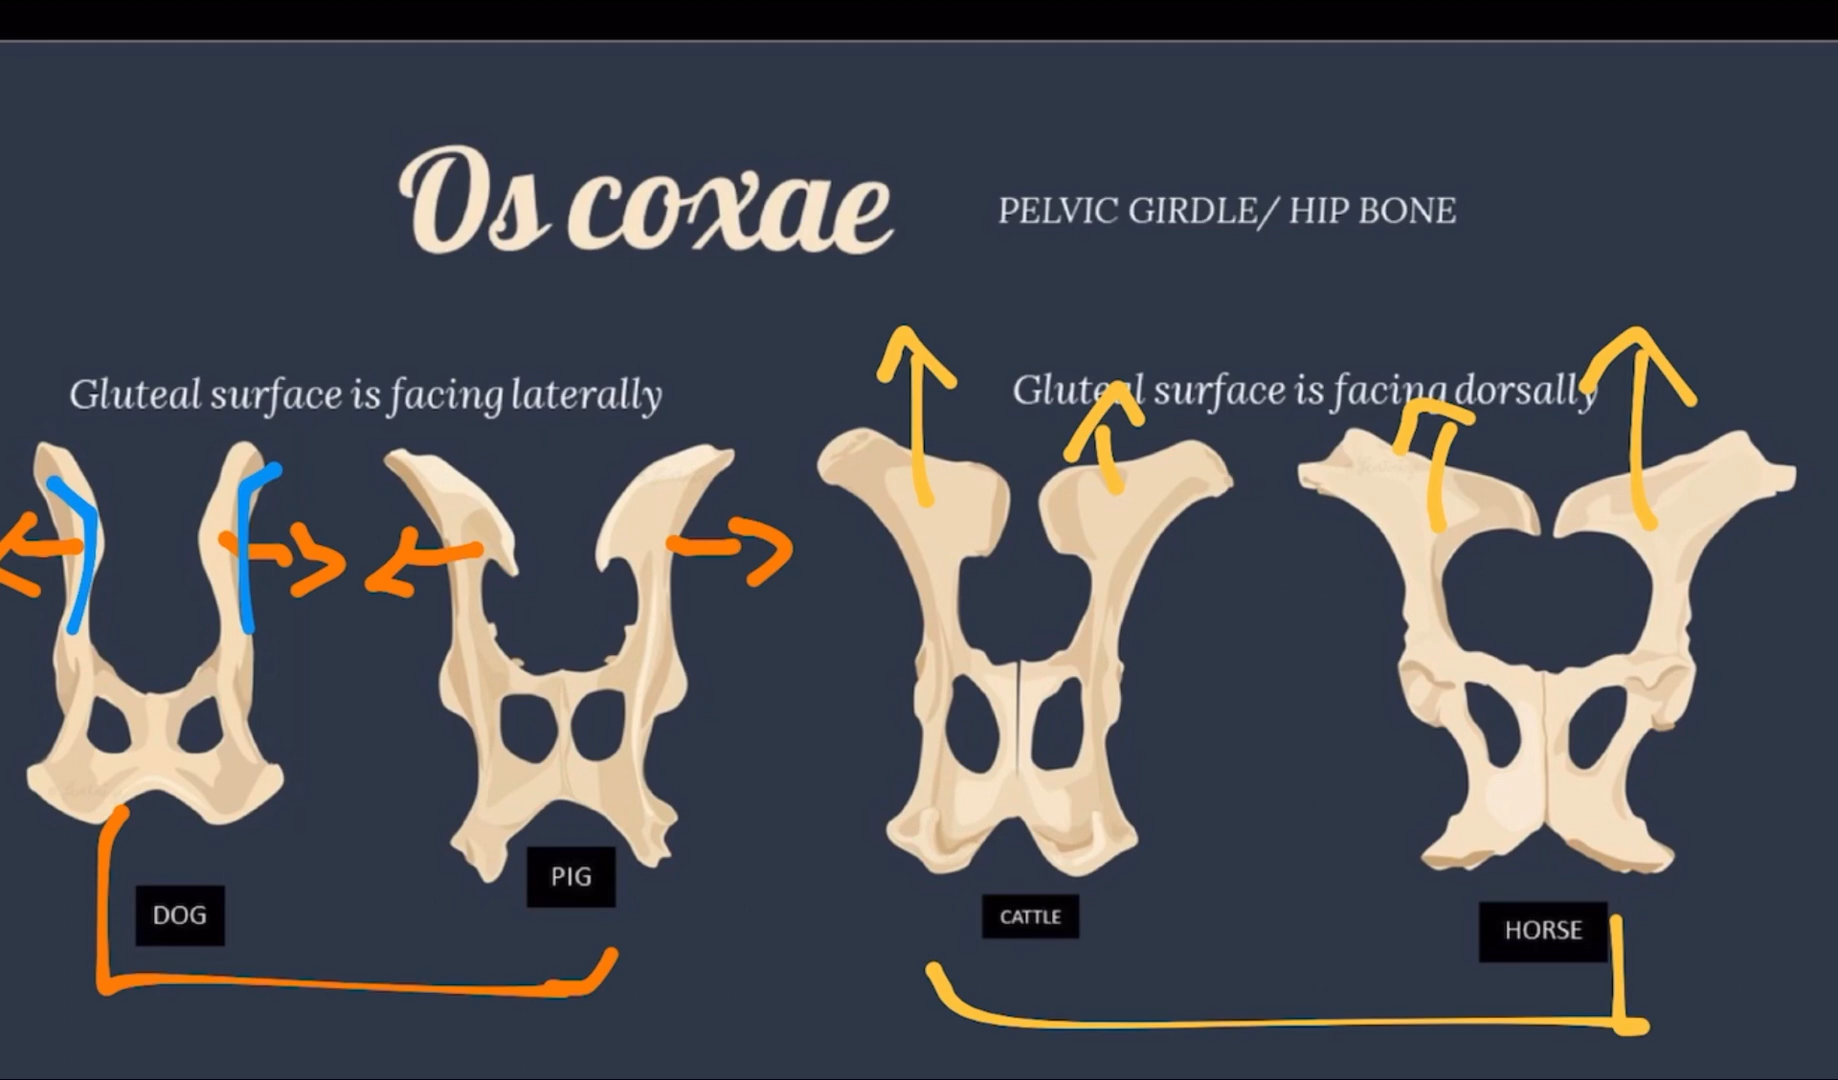 Os coxae
PELVIC GIRDLE/ HIP BONE
Gluteal surface is facing laterally
Gluteal surface is facing dorsally
DOG
PIG
CATTLE
HORSE